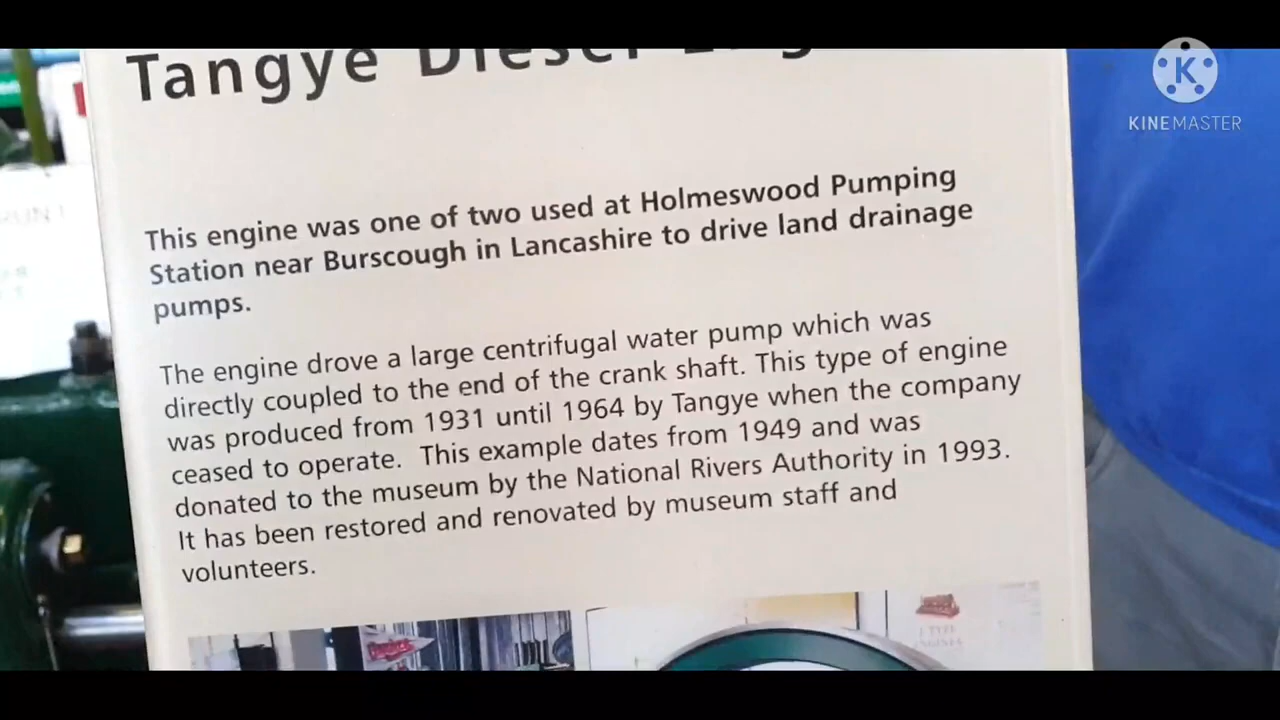 Tangye Diesel
KINEMASTER
This engine was one of two used at Holmeswood Pumping
Station near Burscough in Lancashire to drive land drainage
pumps.
The engine drove a large centrifugal water pump which was
directly coupled to the end of the crank shaft. This type of engine
was produced from 1931 until 1964 by Tangye when the company
ceased to operate. This example dates from 1949 and was
donated to the museum by the National Rivers Authority in 1993.
It has been restored and renovated by museum staff and
volunteers.